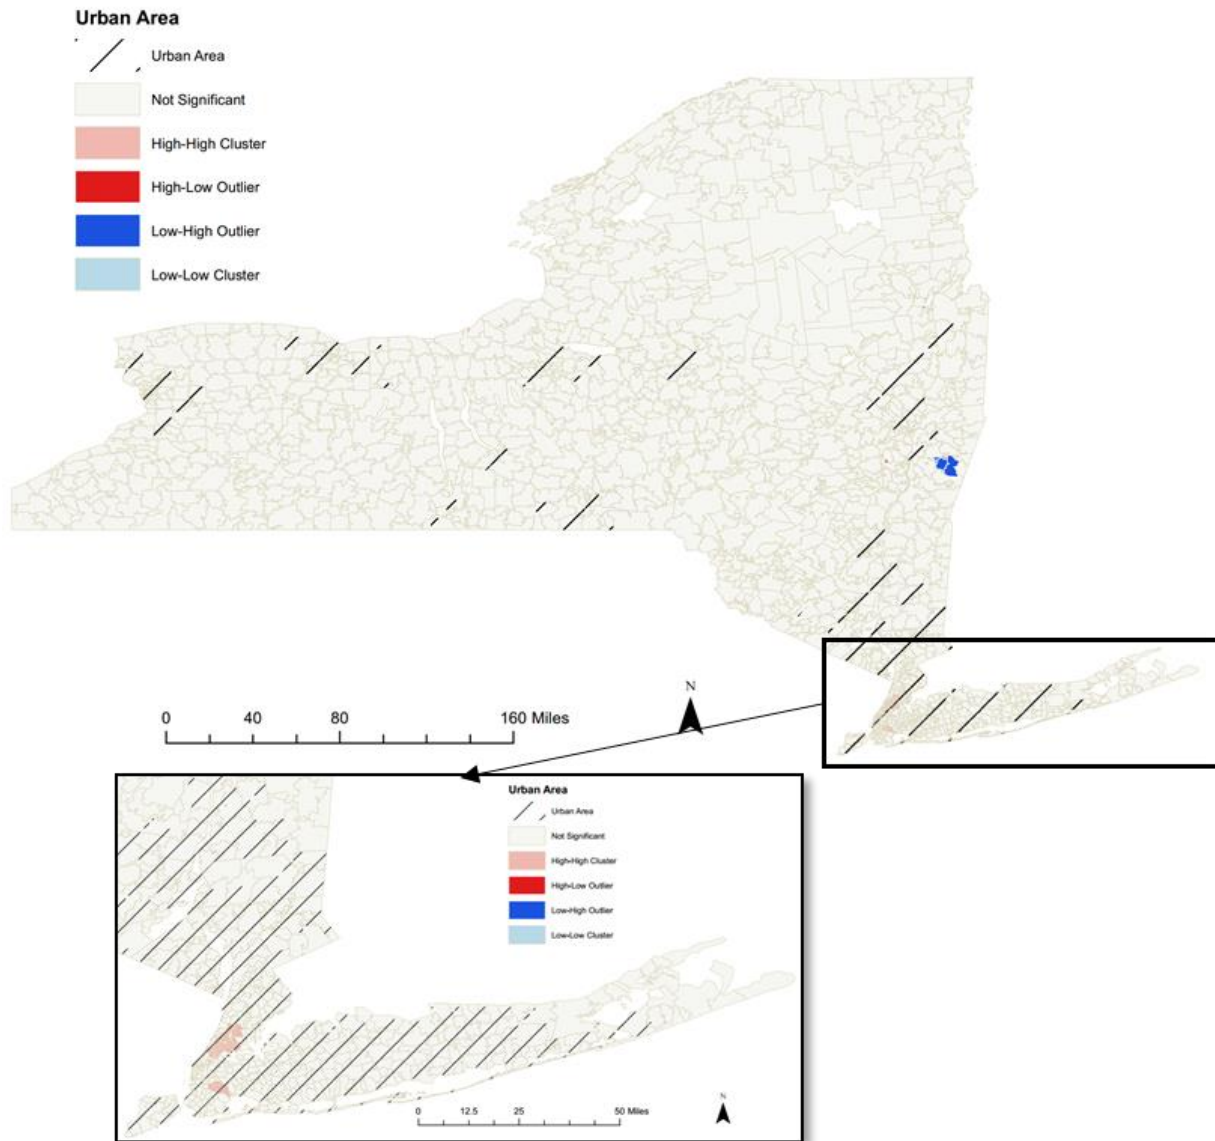 Urban Area
Urban Area
Not Significant
High-High Cluster
High-Low Outlier
Low-High Outlier
Low-Low Cluster
N
0 40 80 160 Miles
Urban Area
Urban Area
Not Significant
High-High Cluster
High-Low Outlier
Low-High Outlier
Low-Low Cluster
N
0 12.5 25 50 Miles